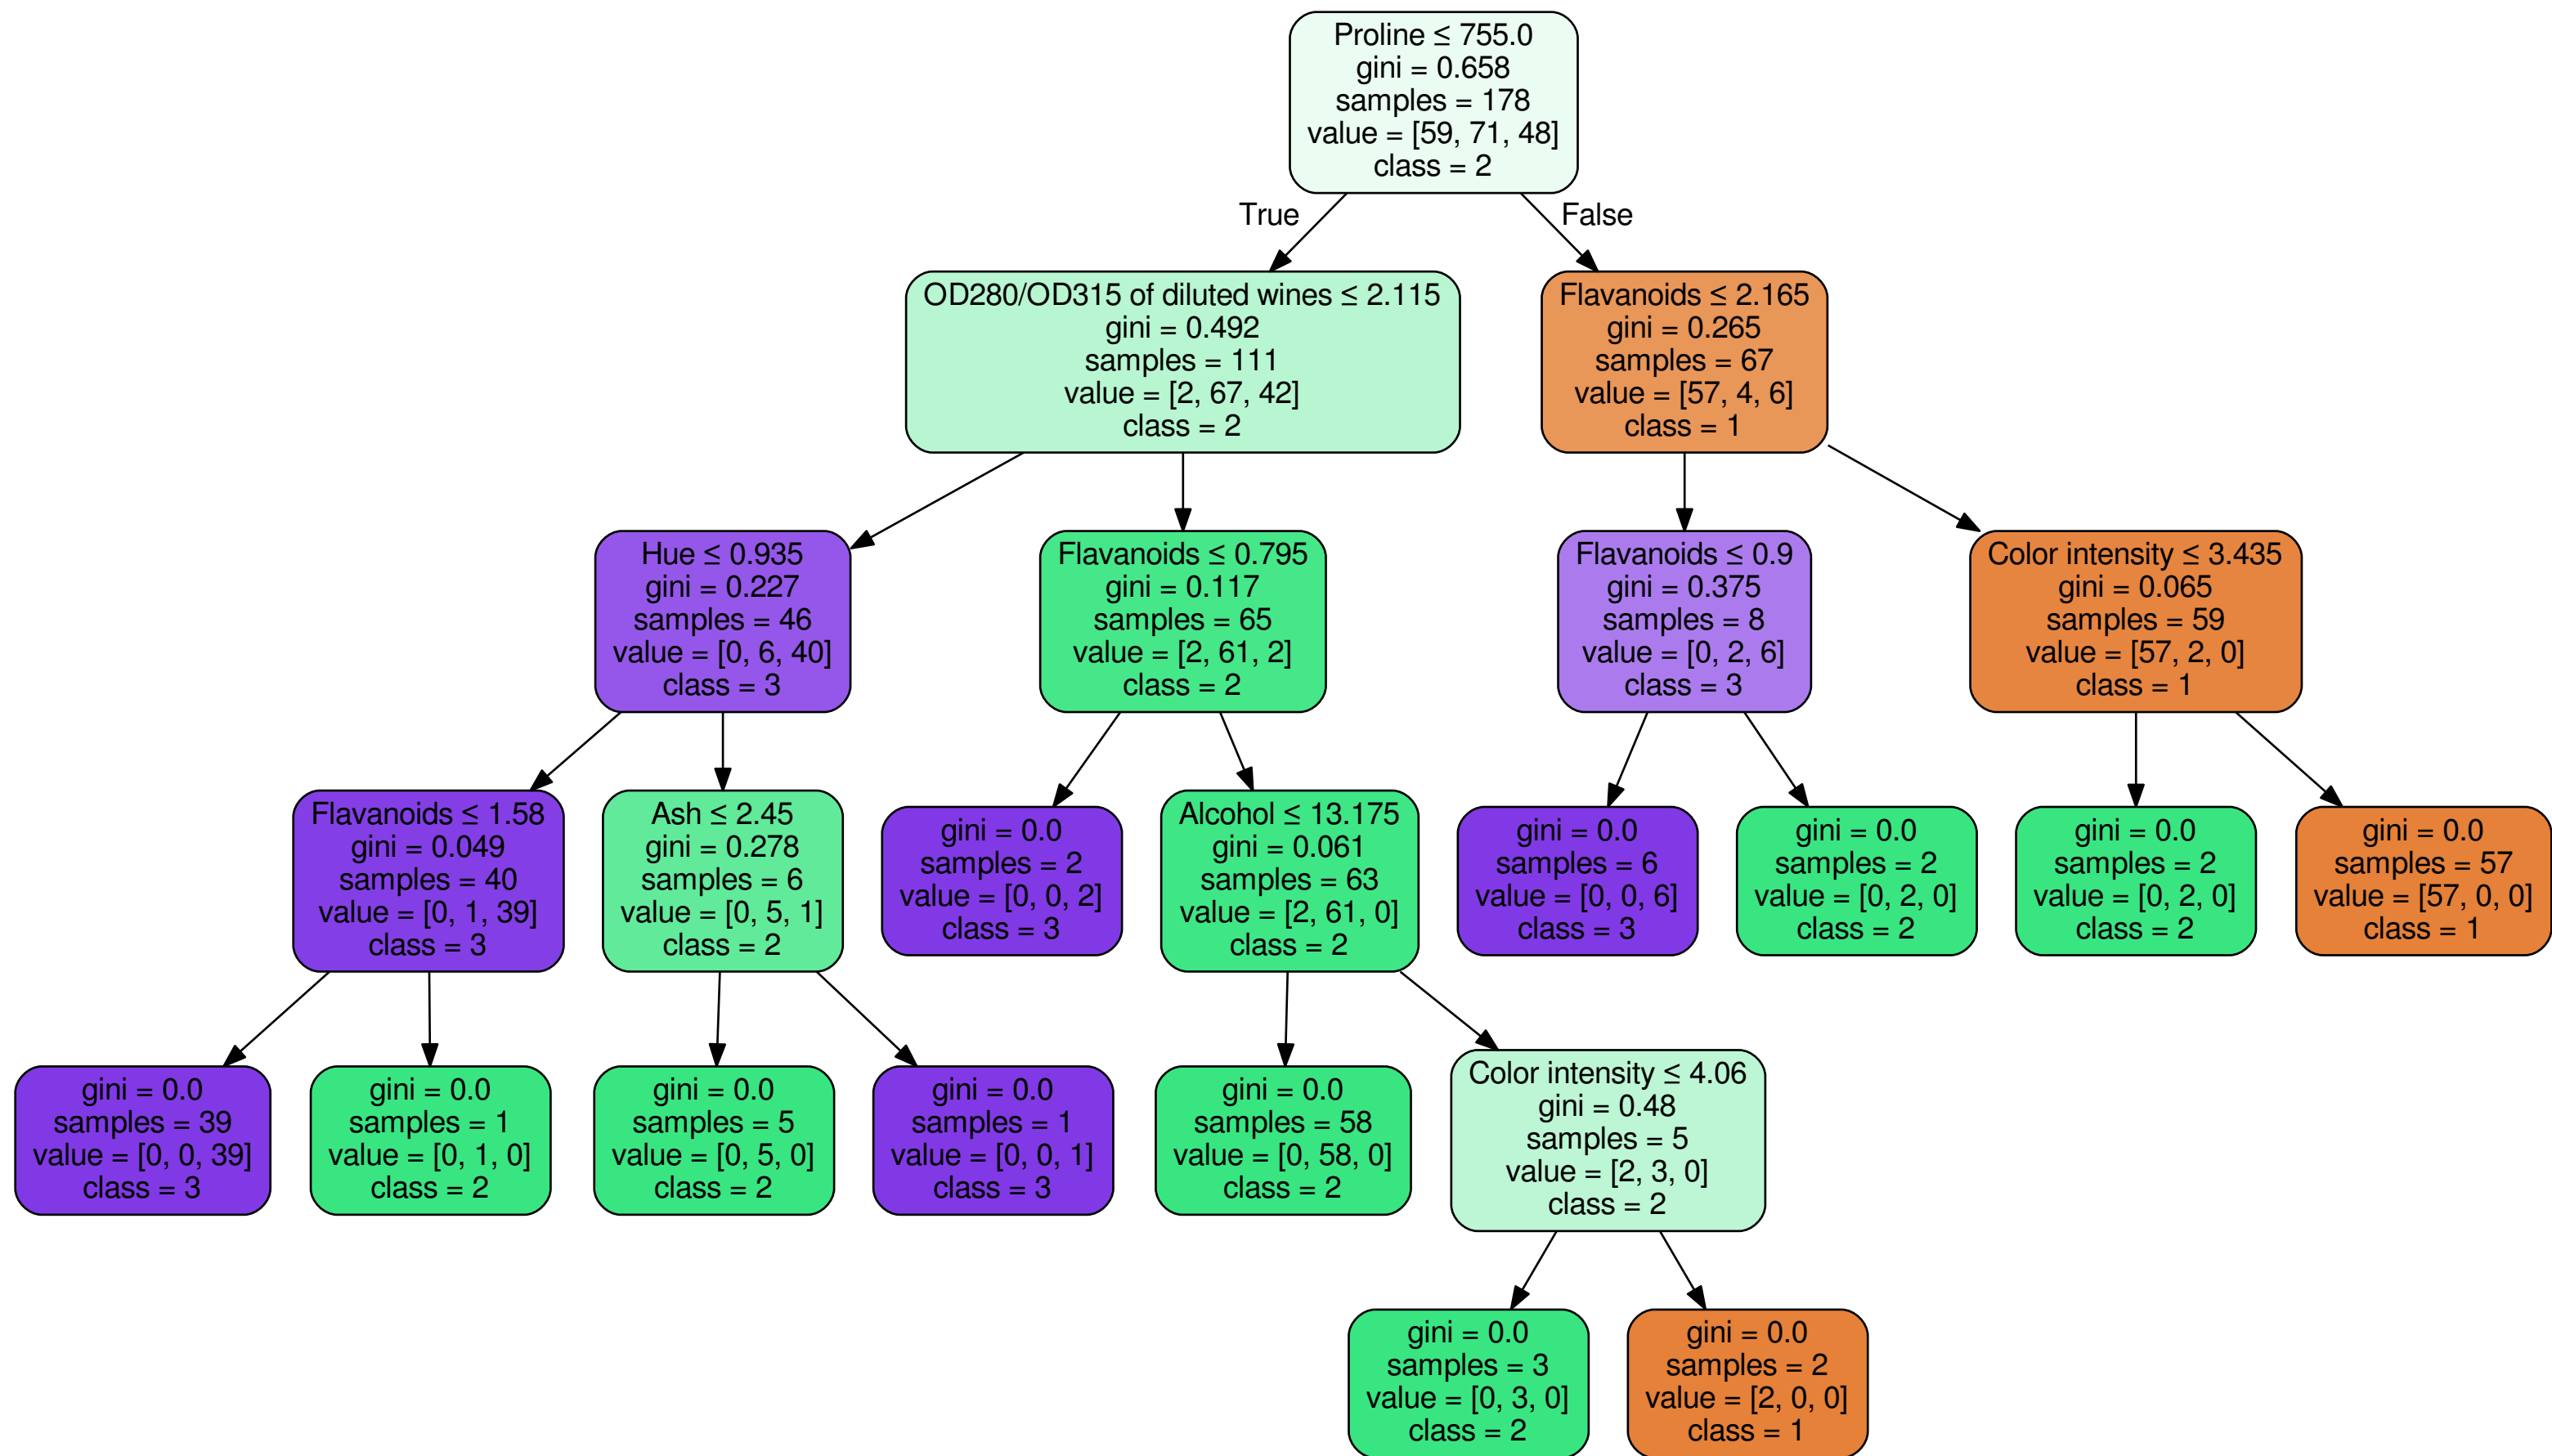 Proline ≤ 755.0
gini = 0.658
samples = 178
value = [59, 71, 48]
class = 2
True
False
OD280/OD315 of diluted wines ≤ 2.115
gini = 0.492
samples = 111
value = [2, 67, 42]
class = 2
Flavanoids ≤ 2.165
gini = 0.265
samples = 67
value = [57, 4, 6]
class = 1
Hue ≤ 0.935
gini = 0.227
samples = 46
value = [0, 6, 40]
class = 3
Flavanoids ≤ 0.795
gini = 0.117
samples = 65
value = [2, 61, 2]
class = 2
Flavanoids ≤ 0.9
gini = 0.375
samples = 8
value = [0, 2, 6]
class = 3
Color intensity ≤ 3.435
gini = 0.065
samples = 59
value = [57, 2, 0]
class = 1
Flavanoids ≤ 1.58
gini = 0.049
samples = 40
value = [0, 1, 39]
class = 3
Ash ≤ 2.45
gini = 0.278
samples = 6
value = [0, 5, 1]
class = 2
gini = 0.0
samples = 2
value = [0, 0, 2]
class = 3
Alcohol ≤ 13.175
gini = 0.061
samples = 63
value = [2, 61, 0]
class = 2
gini = 0.0
samples = 6
value = [0, 0, 6]
class = 3
gini = 0.0
samples = 2
value = [0, 2, 0]
class = 2
gini = 0.0
samples = 2
value = [0, 2, 0]
class = 2
gini = 0.0
samples = 57
value = [57, 0, 0]
class = 1
gini = 0.0
samples = 39
value = [0, 0, 39]
class = 3
gini = 0.0
samples = 1
value = [0, 1, 0]
class = 2
gini = 0.0
samples = 5
value = [0, 5, 0]
class = 2
gini = 0.0
samples = 1
value = [0, 0, 1]
class = 3
gini = 0.0
samples = 58
value = [0, 58, 0]
class = 2
Color intensity ≤ 4.06
gini = 0.48
samples = 5
value = [2, 3, 0]
class = 2
gini = 0.0
samples = 3
value = [0, 3, 0]
class = 2
gini = 0.0
samples = 2
value = [2, 0, 0]
class = 1